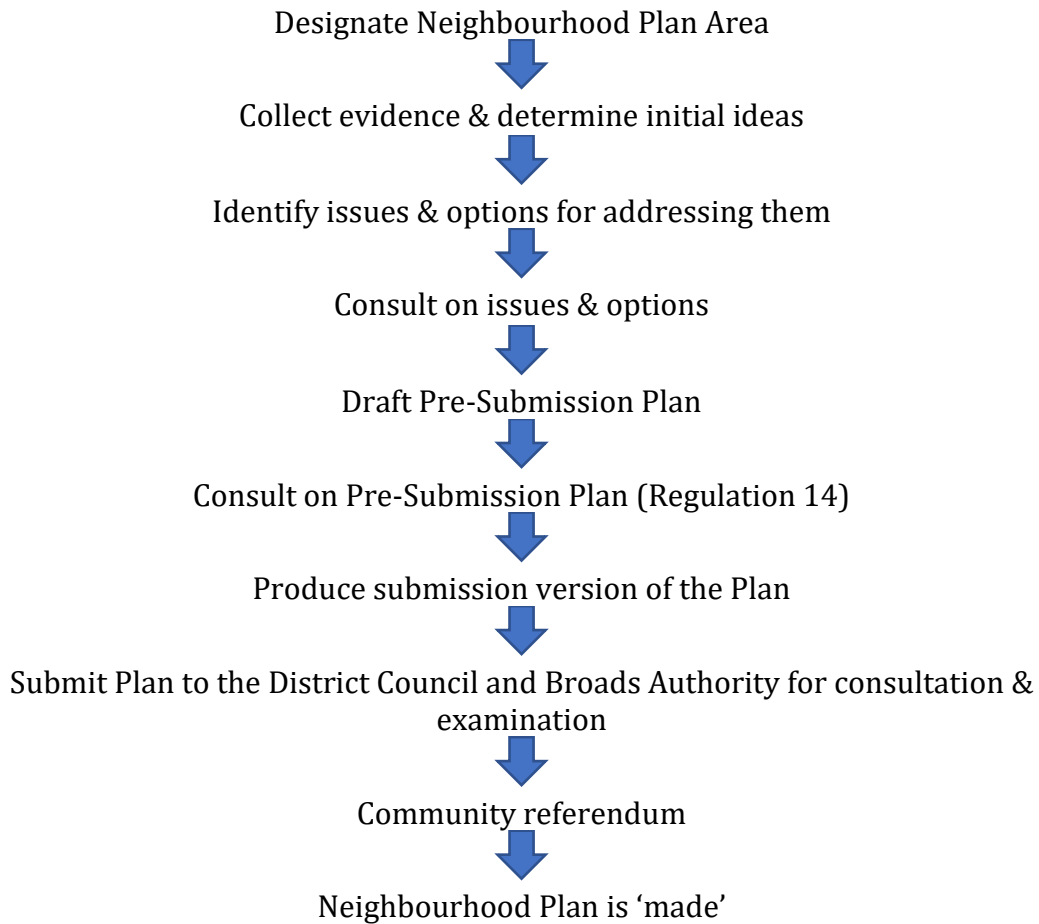 Designate Neighbourhood Plan Area
Collect evidence & determine initial ideas
Identify issues & options for addressing them
Consult on issues & options
Draft Pre-Submission Plan
Consult on Pre-Submission Plan (Regulation 14)
Produce submission version of the Plan
Submit Plan to the District Council and Broads Authority for consultation &
examination
Community referendum
Neighbourhood Plan is ‘made’